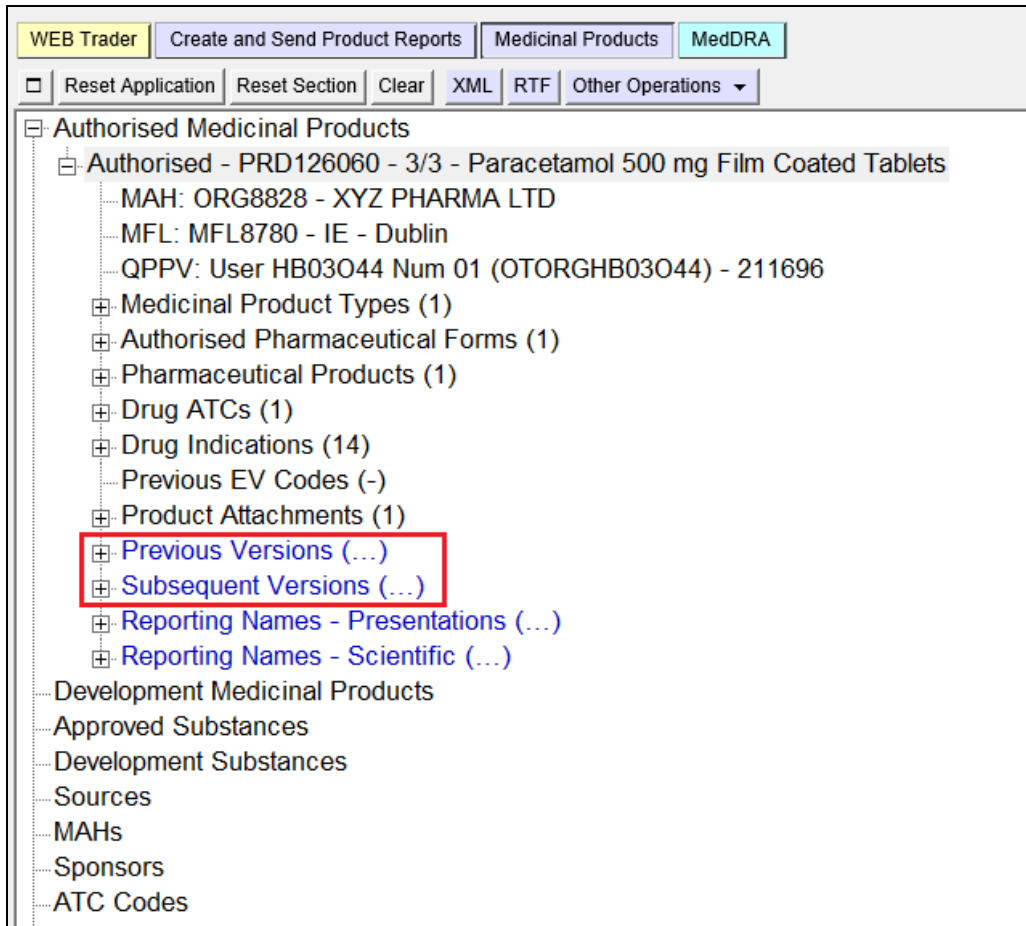 WEB Trader Create and Send Product Reports Medicinal Products MedDRA
Reset Application Reset Section Clear XML RTF Other Operations
Authorised Medicinal Products
Authorised - PRD126060 - 3/3 - Paracetamol 500 mg Film Coated Tablets
MAH: ORG8828 - XYZ PHARMA LTD
MFL: MFL8780 - IE - Dublin
QPPV: User HB03O44 Num 01 (OTORGHB03O44) - 211696
Medicinal Product Types (1)
Authorised Pharmaceutical Forms (1)
Pharmaceutical Products (1)
Drug ATCs (1)
Drug Indications (14)
Previous EV Codes (-)
Product Attachments (1)
Previous Versions (...)
Subsequent Versions (...)
Reporting Names - Presentations (...)
Reporting Names - Scientific (...)
Development Medicinal Products
Approved Substances
Development Substances
Sources
MAHs
Sponsors
ATC Codes